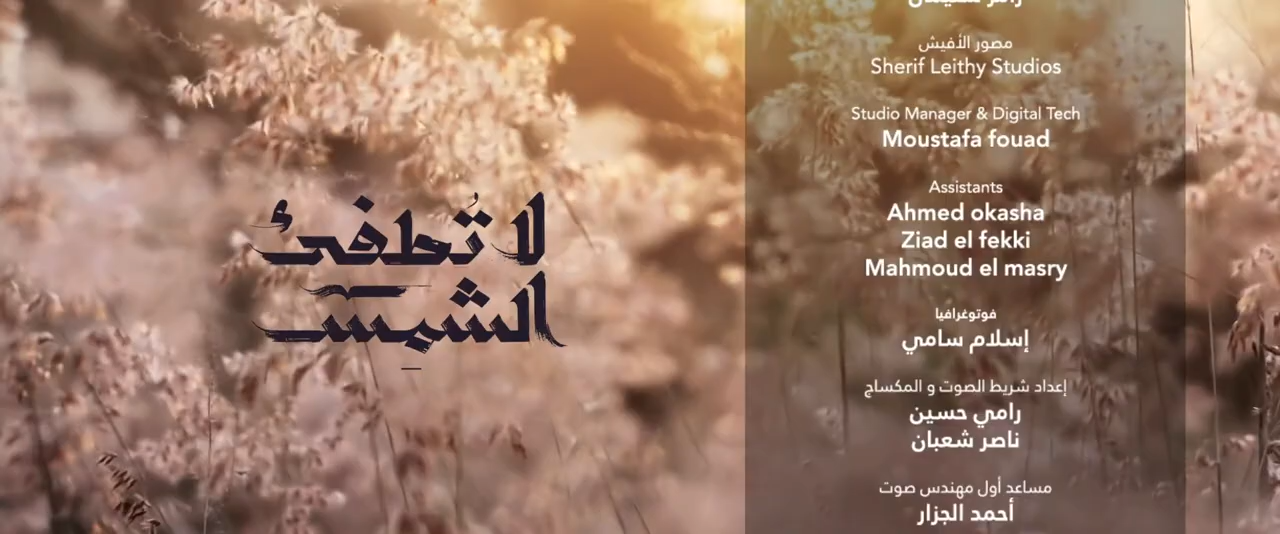 لا تُطفئ
الشمس
مصور الأفيش
Sherif Leithy Studios
Studio Manager & Digital Tech
Moustafa fouad
Assistants
Ahmed okasha
Ziad el fekki
Mahmoud el masry
فوتوغرافيا
إسلام سامي
إعداد شريط الصوت و المكساج
رامي حسين
ناصر شعبان
مساعد أول مهندس صوت
أحمد الجزار